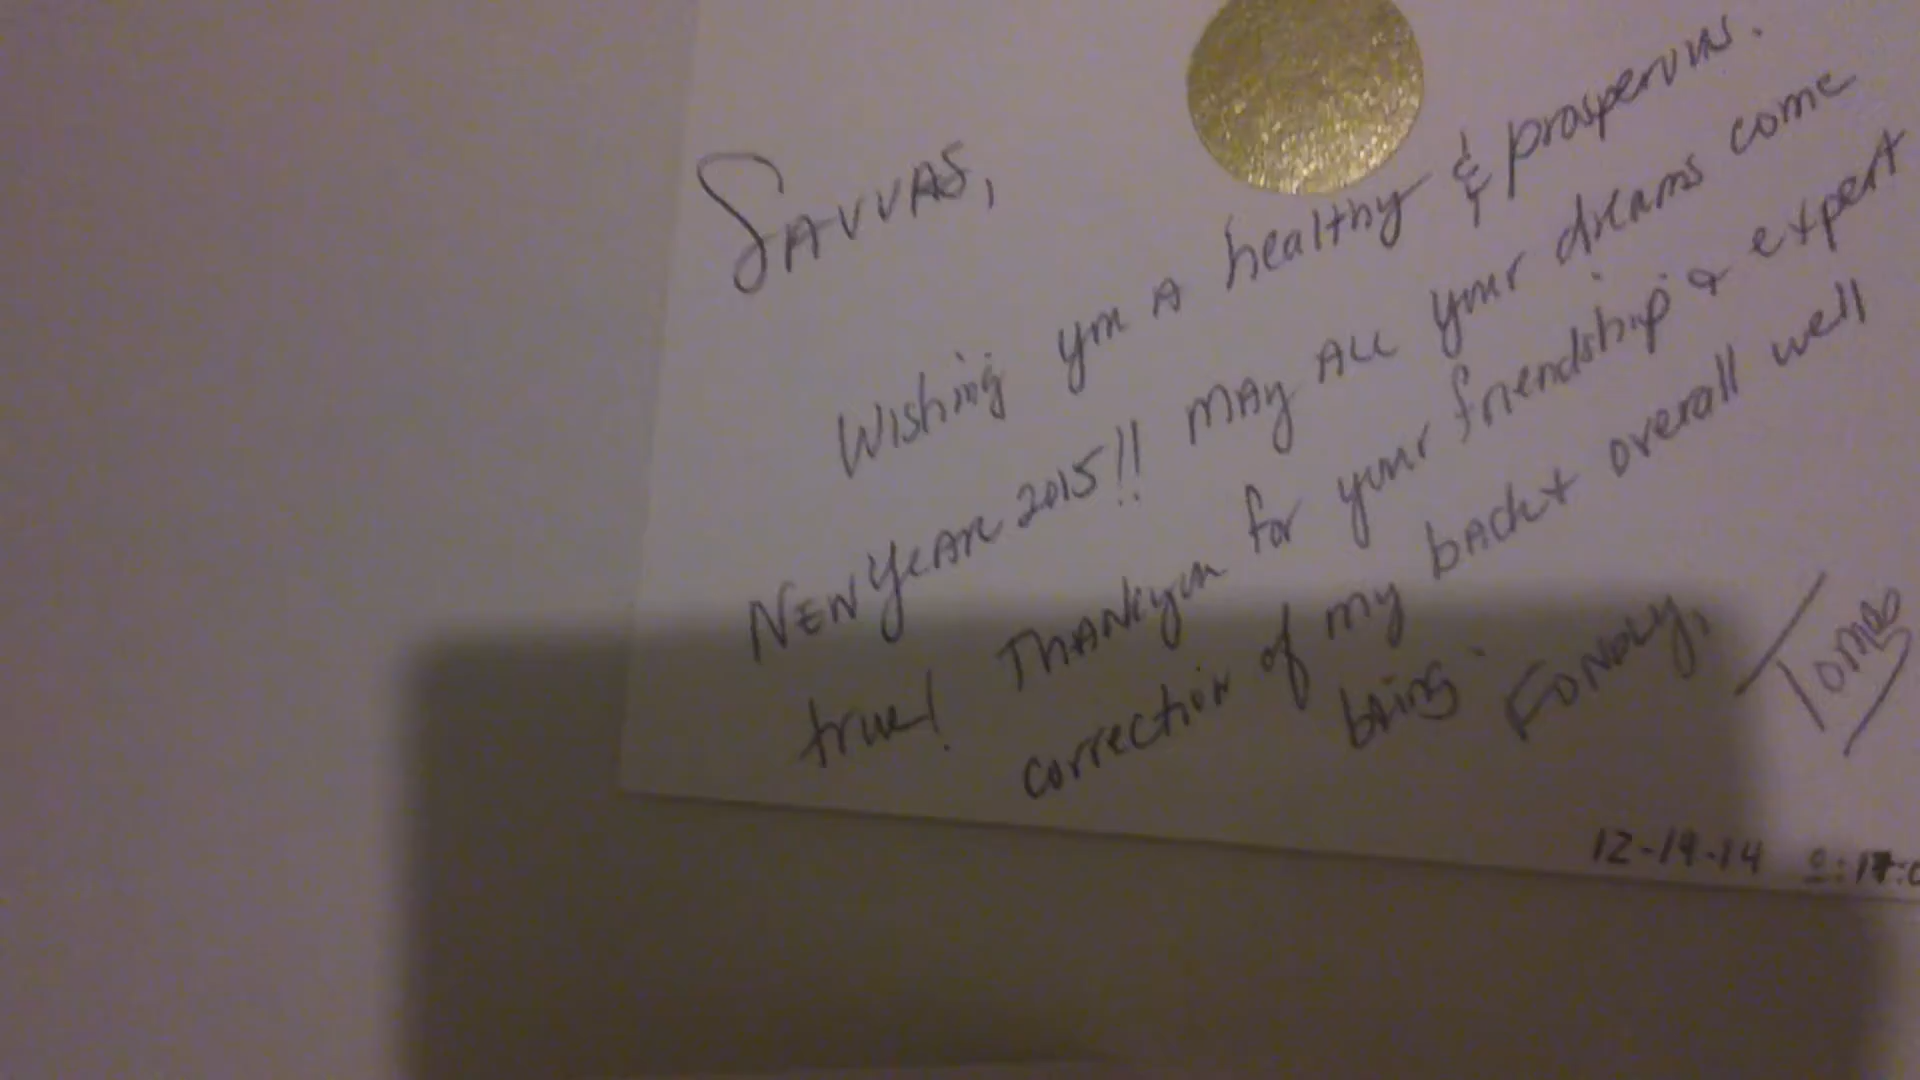 SAVVAS,
Wishing you A healthy & prosperous.
NEW YEAR 2015!! MAY ALL your dreams come
true! THANKyou for your friendship & expert
correction of my back + overall well
being. FONDLY,
12-19-14